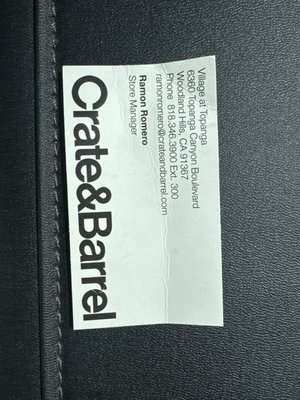 Crate&Barrel
Ramon Romero
Store Manager
Village at Topanga
6360 Topanga Canyon Boulevard
Woodland Hills, CA 91367
Phone 818.346.3900 Ext. 300
ramonromero@crateandbarrel.com